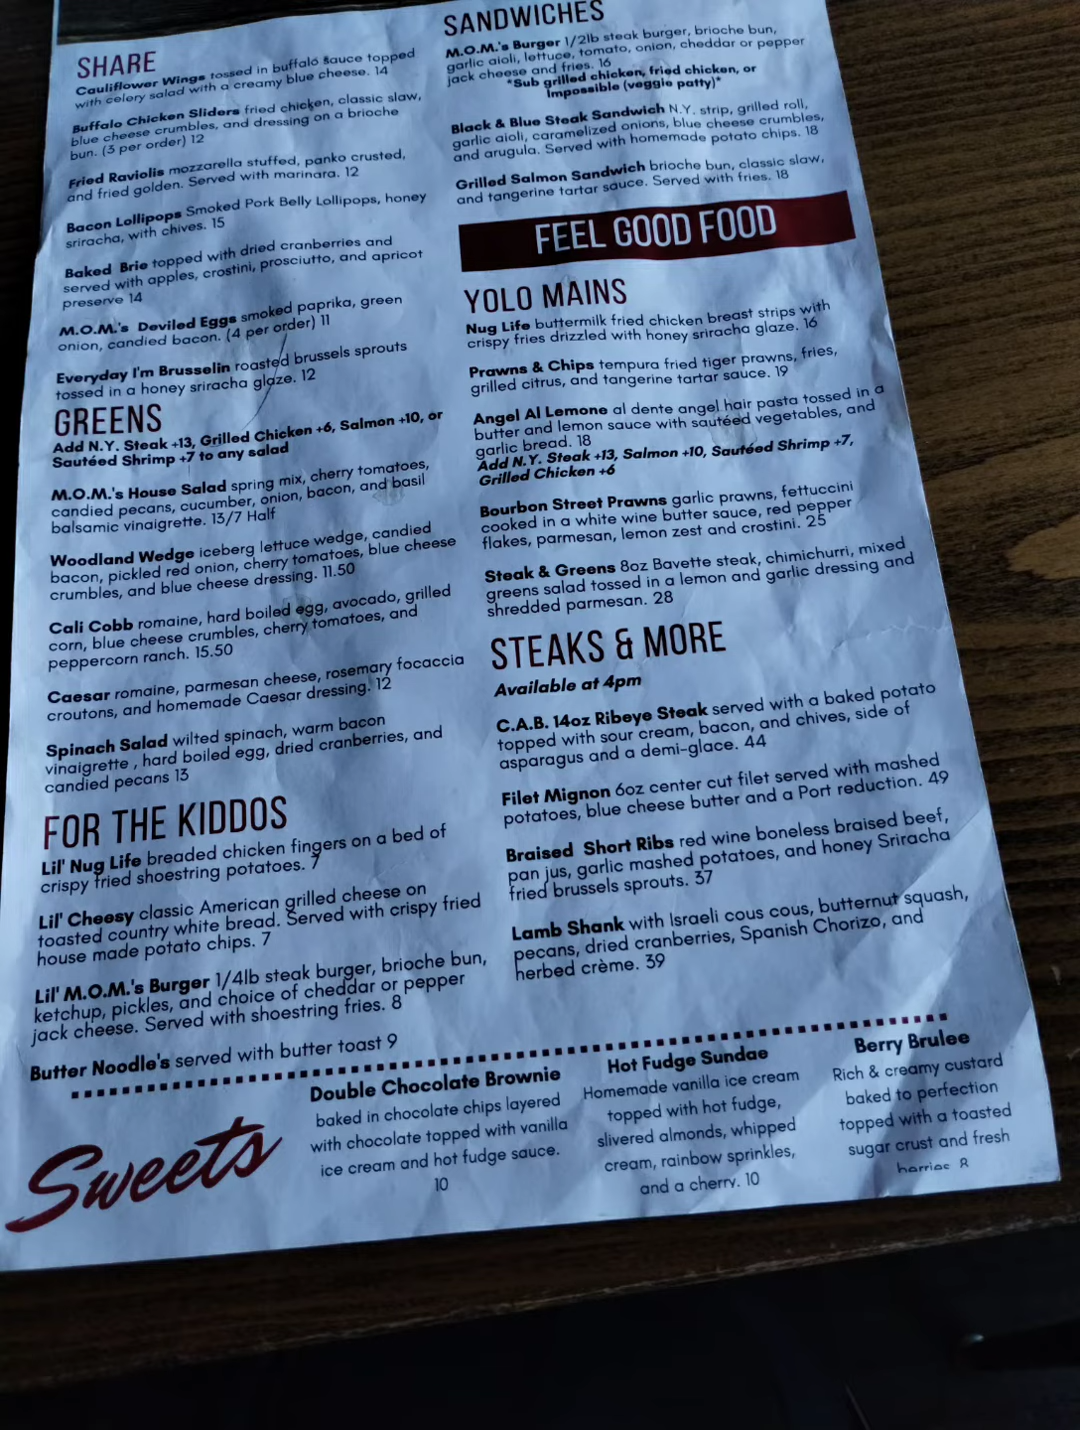 SHARE
Cauliflower Wings tossed in buffalo sauce topped
with celery salad with a creamy blue cheese. 14
Buffalo Chicken Sliders fried chicken, classic slaw,
blue cheese crumbles, and dressing on a brioche
bun. (3 per order) 12
Fried Raviolis mozzarella stuffed, panko crusted,
and fried golden. Served with marinara. 12
Bacon Lollipops Smoked Pork Belly Lollipops, honey
sriracha, with chives. 15
Baked Brie topped with dried cranberries and
served with apples, crostini, prosciutto, and apricot
preserve 14
M.O.M.'s Deviled Eggs smoked paprika, green
onion, candied bacon. (4 per order) 11
Everyday I'm Brusselin roasted brussels sprouts
tossed in a honey sriracha glaze. 12
GREENS
Add N.Y. Steak +13, Grilled Chicken +6, Salmon +10, or
Sautéed Shrimp +7 to any salad
M.O.M.'s House Salad spring mix, cherry tomatoes,
candied pecans, cucumber, onion, bacon, and basil
balsamic vinaigrette. 13/7 Half
Woodland Wedge iceberg lettuce wedge, candied
bacon, pickled red onion, cherry tomatoes, blue cheese
crumbles, and blue cheese dressing. 11.50
Cali Cobb romaine, hard boiled egg, avocado, grilled
corn, blue cheese crumbles, cherry tomatoes, and
peppercorn ranch. 15.50
Caesar romaine, parmesan cheese, rosemary focaccia
croutons, and homemade Caesar dressing. 12
Spinach Salad wilted spinach, warm bacon
vinaigrette , hard boiled egg, dried cranberries, and
candied pecans 13
FOR THE KIDDOS
Lil' Nug Life breaded chicken fingers on a bed of
crispy fried shoestring potatoes. 7
Lil' Cheesy classic American grilled cheese on
toasted country white bread. Served with crispy fried
house made potato chips. 7
Lil' M.O.M.'s Burger 1/4lb steak burger, brioche bun,
ketchup, pickles, and choice of cheddar or pepper
jack cheese. Served with shoestring fries. 8
Butter Noodle's served with butter toast 9
SANDWICHES
M.O.M.'s Burger 1/2lb steak burger, brioche bun,
garlic aioli, lettuce, tomato, onion, cheddar or pepper
jack cheese and fries. 16
*Sub grilled chicken, fried chicken, or
Impossible (veggie patty)*
Black & Blue Steak Sandwich N.Y. strip, grilled roll,
garlic aioli, caramelized onions, blue cheese crumbles,
and arugula. Served with homemade potato chips. 18
Grilled Salmon Sandwich brioche bun, classic slaw,
and tangerine tartar sauce. Served with fries. 18
FEEL GOOD FOOD
YOLO MAINS
Nug Life buttermilk fried chicken breast strips with
crispy fries drizzled with honey sriracha glaze. 16
Prawns & Chips tempura fried tiger prawns, fries,
grilled citrus, and tangerine tartar sauce. 19
Angel Al Lemone al dente angel hair pasta tossed in a
butter and lemon sauce with sautéed vegetables, and
garlic bread. 18
Add N.Y. Steak +13, Salmon +10, Sautéed Shrimp +7,
Grilled Chicken +6
Bourbon Street Prawns garlic prawns, fettuccini
cooked in a white wine butter sauce, red pepper
flakes, parmesan, lemon zest and crostini. 25
Steak & Greens 8oz Bavette steak, chimichurri, mixed
greens salad tossed in a lemon and garlic dressing and
shredded parmesan. 28
STEAKS & MORE
Available at 4pm
C.A.B. 14oz Ribeye Steak served with a baked potato
topped with sour cream, bacon, and chives, side of
asparagus and a demi-glace. 44
Filet Mignon 6oz center cut filet served with mashed
potatoes, blue cheese butter and a Port reduction. 49
Braised Short Ribs red wine boneless braised beef,
pan jus, garlic mashed potatoes, and honey Sriracha
fried brussels sprouts. 37
Lamb Shank with Israeli cous cous, butternut squash,
pecans, dried cranberries, Spanish Chorizo, and
herbed crème. 39
Sweets
Double Chocolate Brownie
baked in chocolate chips layered
with chocolate topped with vanilla
ice cream and hot fudge sauce.
10
Hot Fudge Sundae
Homemade vanilla ice cream
topped with hot fudge,
slivered almonds, whipped
cream, rainbow sprinkles,
and a cherry. 10
Berry Brulee
Rich & creamy custard
baked to perfection
topped with a toasted
sugar crust and fresh
berries 8